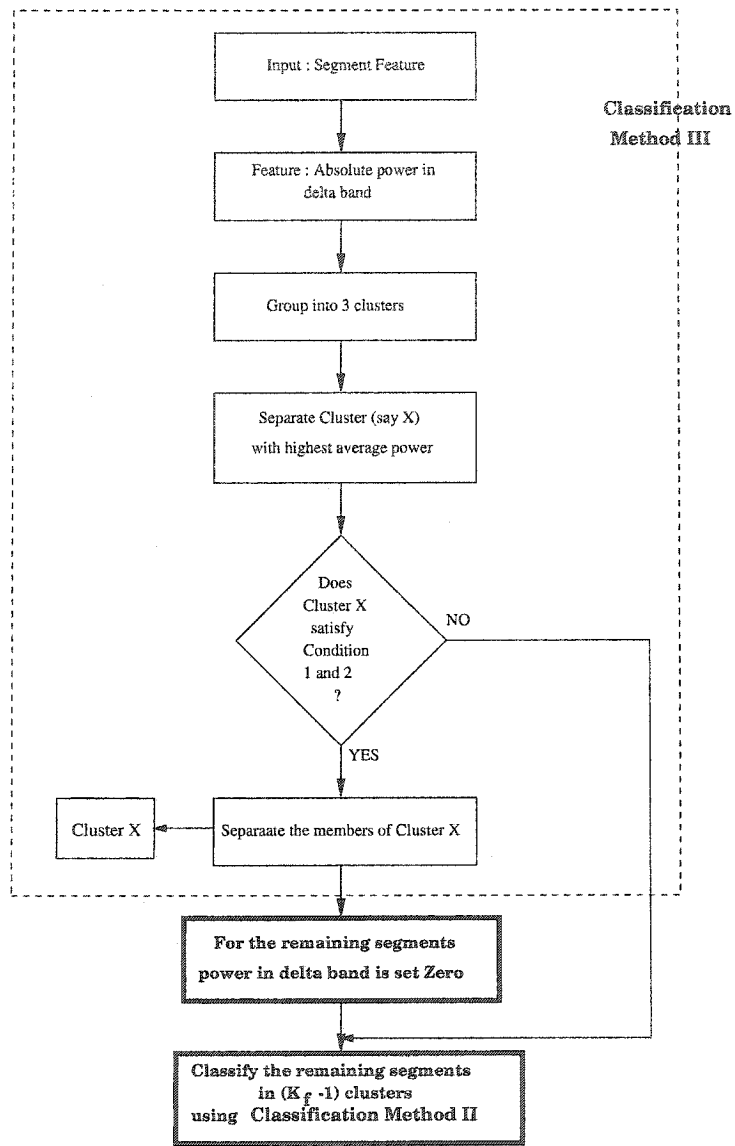 Input : Segment Feature
Classification
Method III
Feature : Absolute power in
delta band
Group into 3 clusters
Separate Cluster (say X)
with highest average power
Does
Cluster X
satisfy
Condition
1 and 2
?
NO
YES
Cluster X
Separaate the members of Cluster X
For the remaining segments
power in delta band is set Zero
Classify the remaining segments
in (K_f -1) clusters
using Classification Method II